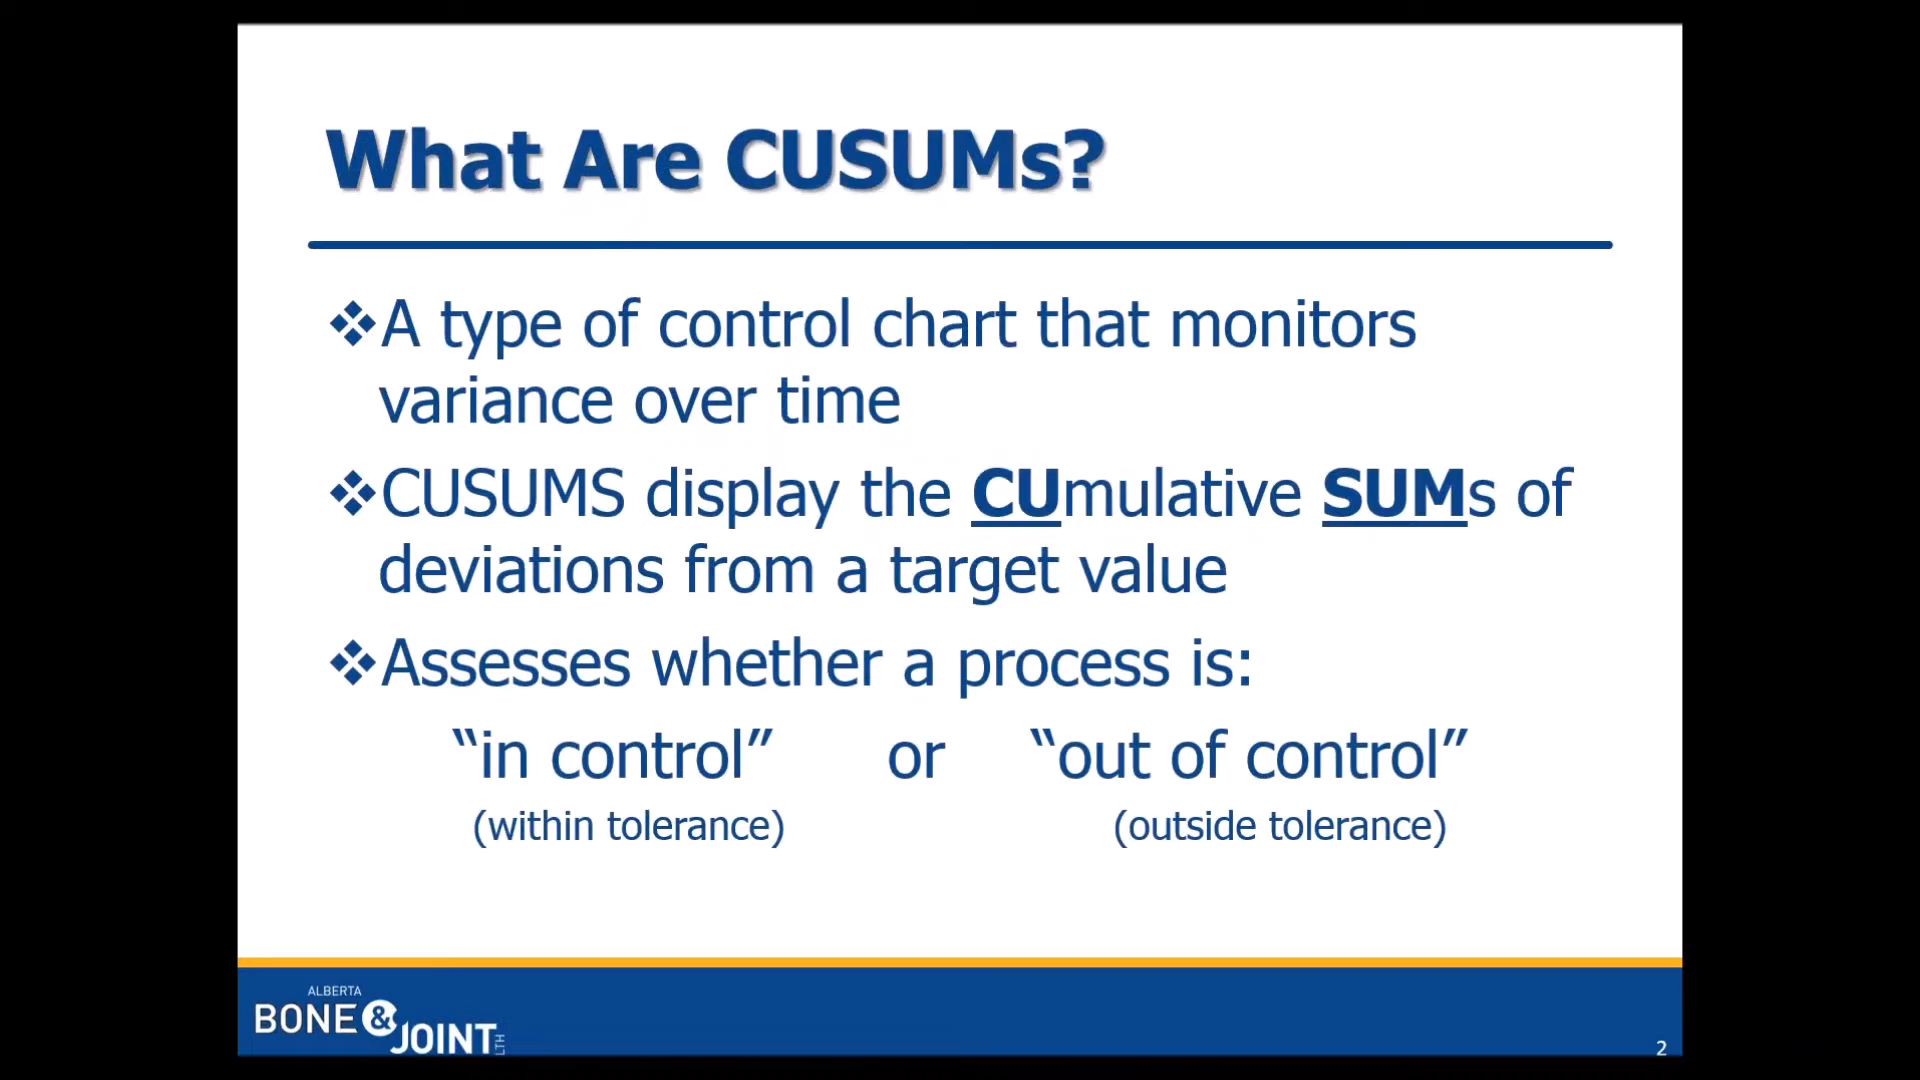 What Are CUSUMs?
❖A type of control chart that monitors
variance over time
❖CUSUMS display the CUmulative SUMs of
deviations from a target value
❖Assesses whether a process is:
“in control” or “out of control”
(within tolerance) (outside tolerance)
ALBERTA
BONE &
JOINT
2